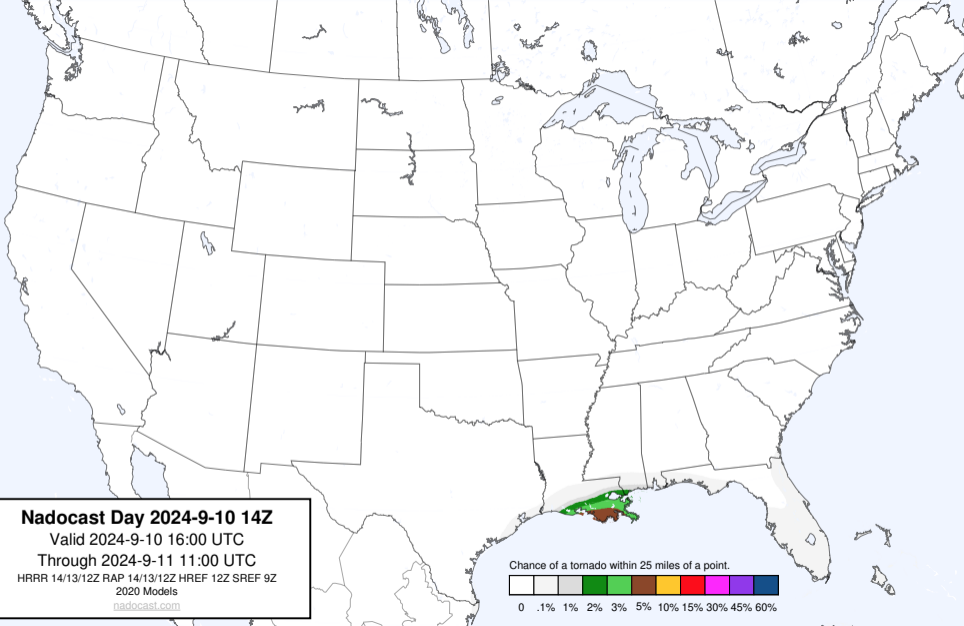 Nadocast Day 2024-9-10 14Z
Valid 2024-9-10 16:00 UTC
Through 2024-9-11 11:00 UTC
HRRR 14/13/12Z RAP 14/13/12Z HREF 12Z SREF 9Z
2020 Models
nadocast.com
Chance of a tornado within 25 miles of a point.
0 .1% 1% 2% 3% 5% 10% 15% 30% 45% 60%